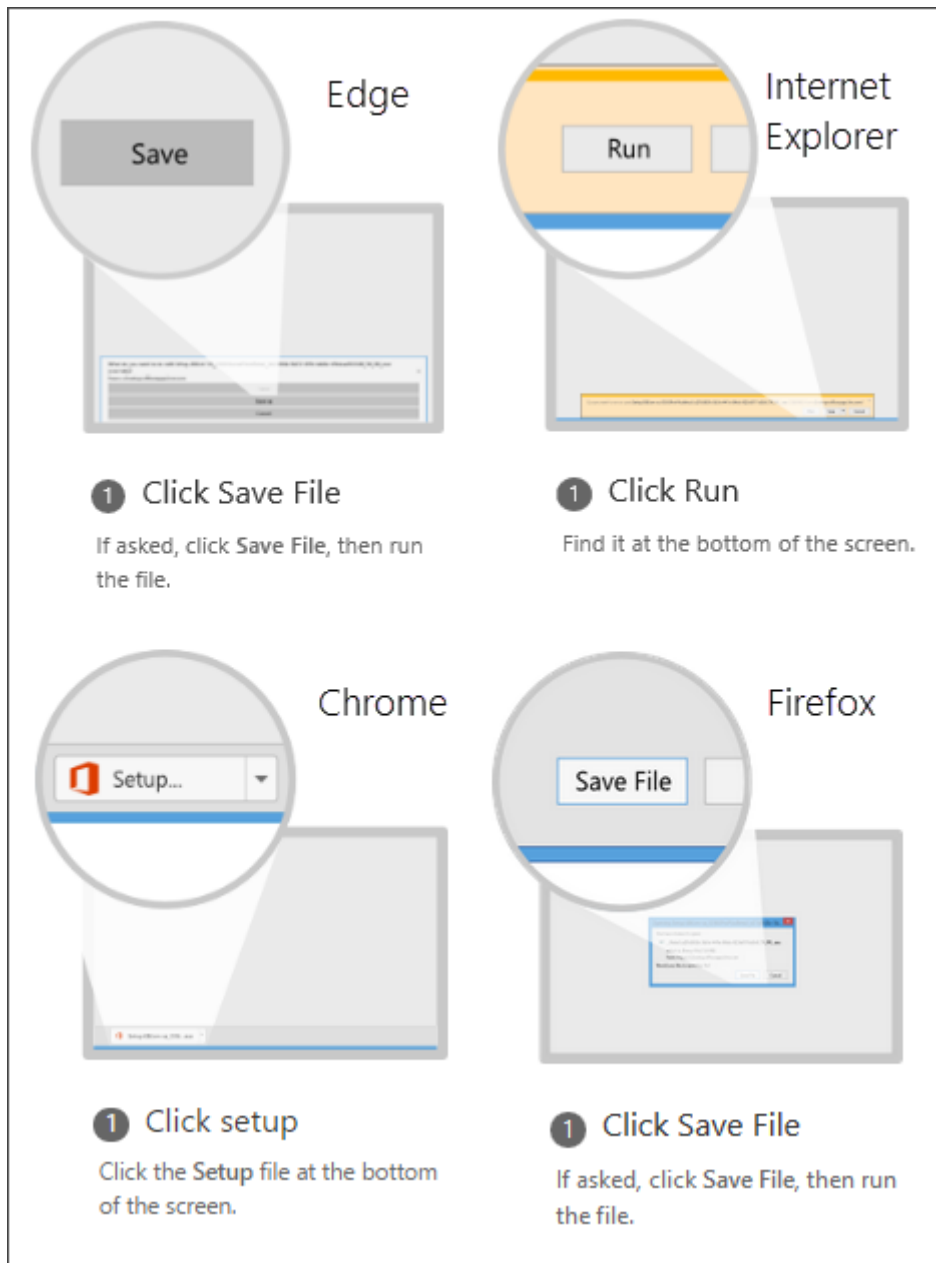 Edge
Save
Internet
Explorer
Run
1 Click Save File
If asked, click Save File, then run
the file.
1 Click Run
Find it at the bottom of the screen.
Chrome
Setup...
Firefox
Save File
1 Click setup
Click the Setup file at the bottom
of the screen.
1 Click Save File
If asked, click Save File, then run
the file.